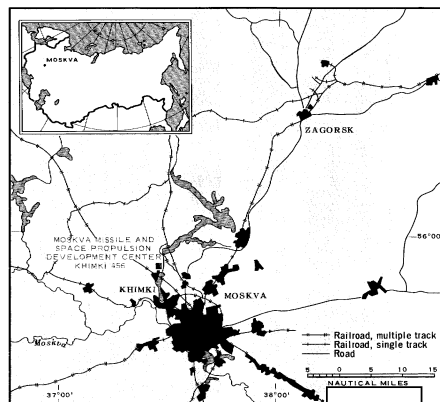 MOSKVA
ZAGORSK
56°00'
MOSKVA MISSILE AND
SPACE PROPULSION
DEVELOPMENT CENTER
KHIMKI 456
KHIMKI
MOSKVA
Moskva
Railroad, multiple track
Railroad, single track
Road
5 0 5 10 15
NAUTICAL MILES
37°00'
38°00'